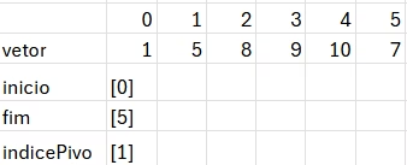 0 1 2 3 4 5
vetor 1 5 8 9 10 7
inicio [0]
fim [5]
indicePivo [1]